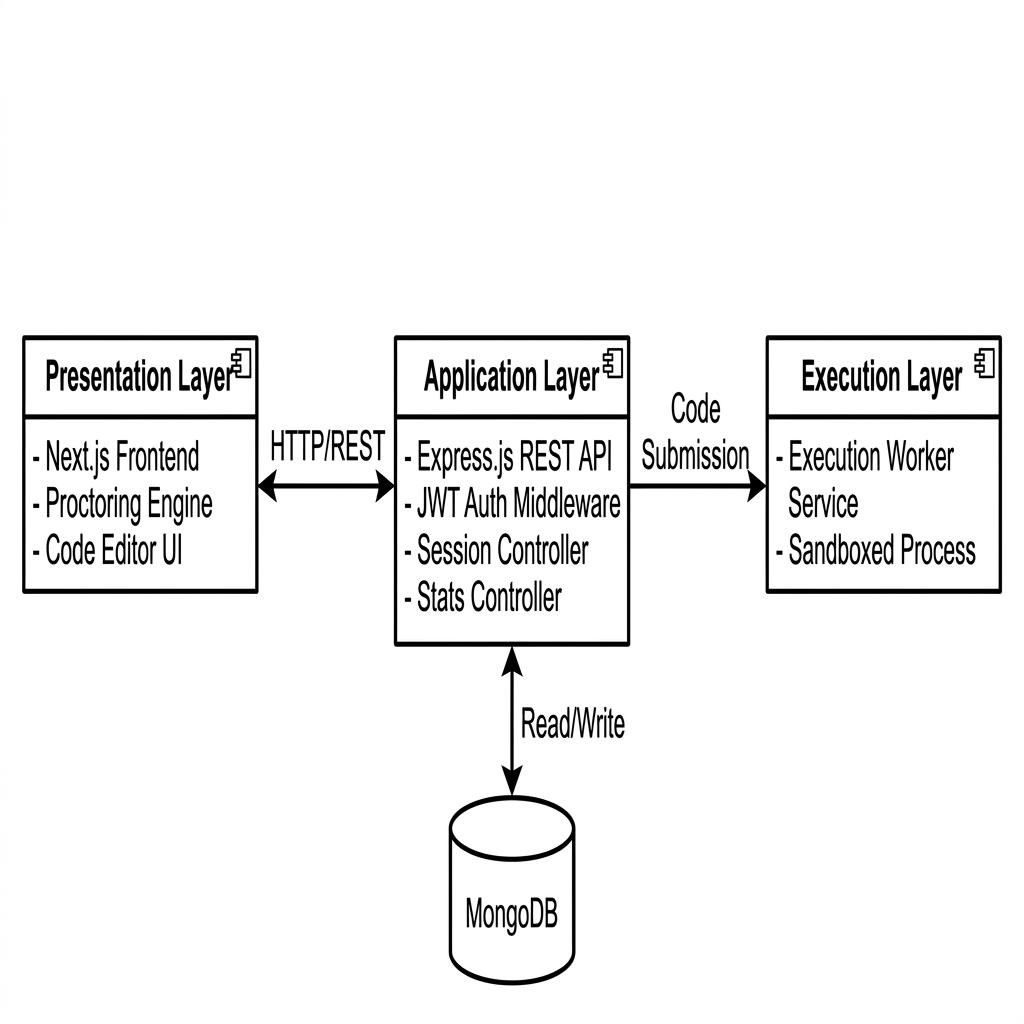 Presentation Layer
- Next.js Frontend
- Proctoring Engine
- Code Editor UI
HTTP/REST
Application Layer
- Express.js REST API
- JWT Auth Middleware
- Session Controller
- Stats Controller
Code
Submission
Execution Layer
- Execution Worker
Service
- Sandboxed Process
Read/Write
MongoDB